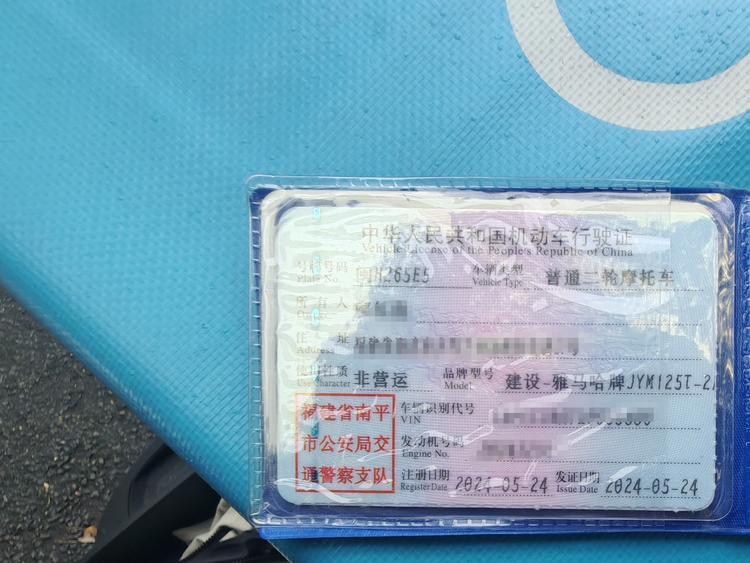 中华人民共和国机动车行驶证
Vehicle License of the People's Republic of China
号牌号码 闽H265E5 车辆类型 普通二轮摩托车
Plate No. Vehicle Type
所有人
Owner
住 址
Address
使用性质 非营运 品牌型号 建设-雅马哈牌JYM125T-2
Use Character Model
福建省南平
市公安局交
通警察支队
车辆识别代号
VIN
发动机号码
Engine No.
注册日期 2024-05-24 发证日期 2024-05-24
Register Date Issue Date